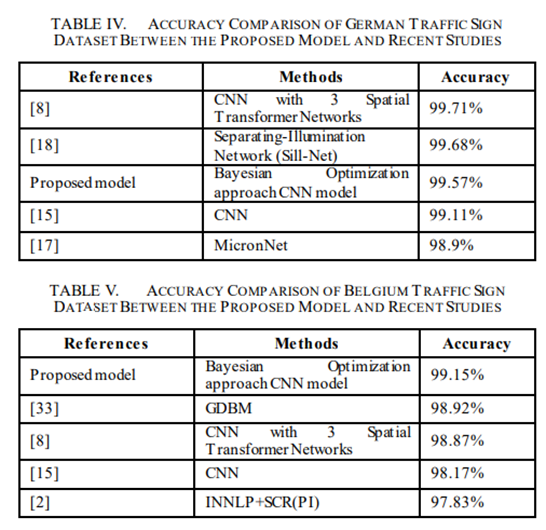 TABLE IV. ACCURACY COMPARISON OF GERMAN TRAFFIC SIGN
DATASET BETWEEN THE PROPOSED MODEL AND RECENT STUDIES
References Methods Accuracy
[8] CNN with 3 Spatial Transformer Networks 99.71%
[18] Separating-Illumination Network (Sill-Net) 99.68%
Proposed model Bayesian Optimization approach CNN model 99.57%
[15] CNN 99.11%
[17] MicronNet 98.9%
TABLE V. ACCURACY COMPARISON OF BELGIUM TRAFFIC SIGN
DATASET BETWEEN THE PROPOSED MODEL AND RECENT STUDIES
References Methods Accuracy
Proposed model Bayesian Optimization approach CNN model 99.15%
[33] GDBM 98.92%
[8] CNN with 3 Spatial Transformer Networks 98.87%
[15] CNN 98.17%
[2] INNLP+SCR(PI) 97.83%